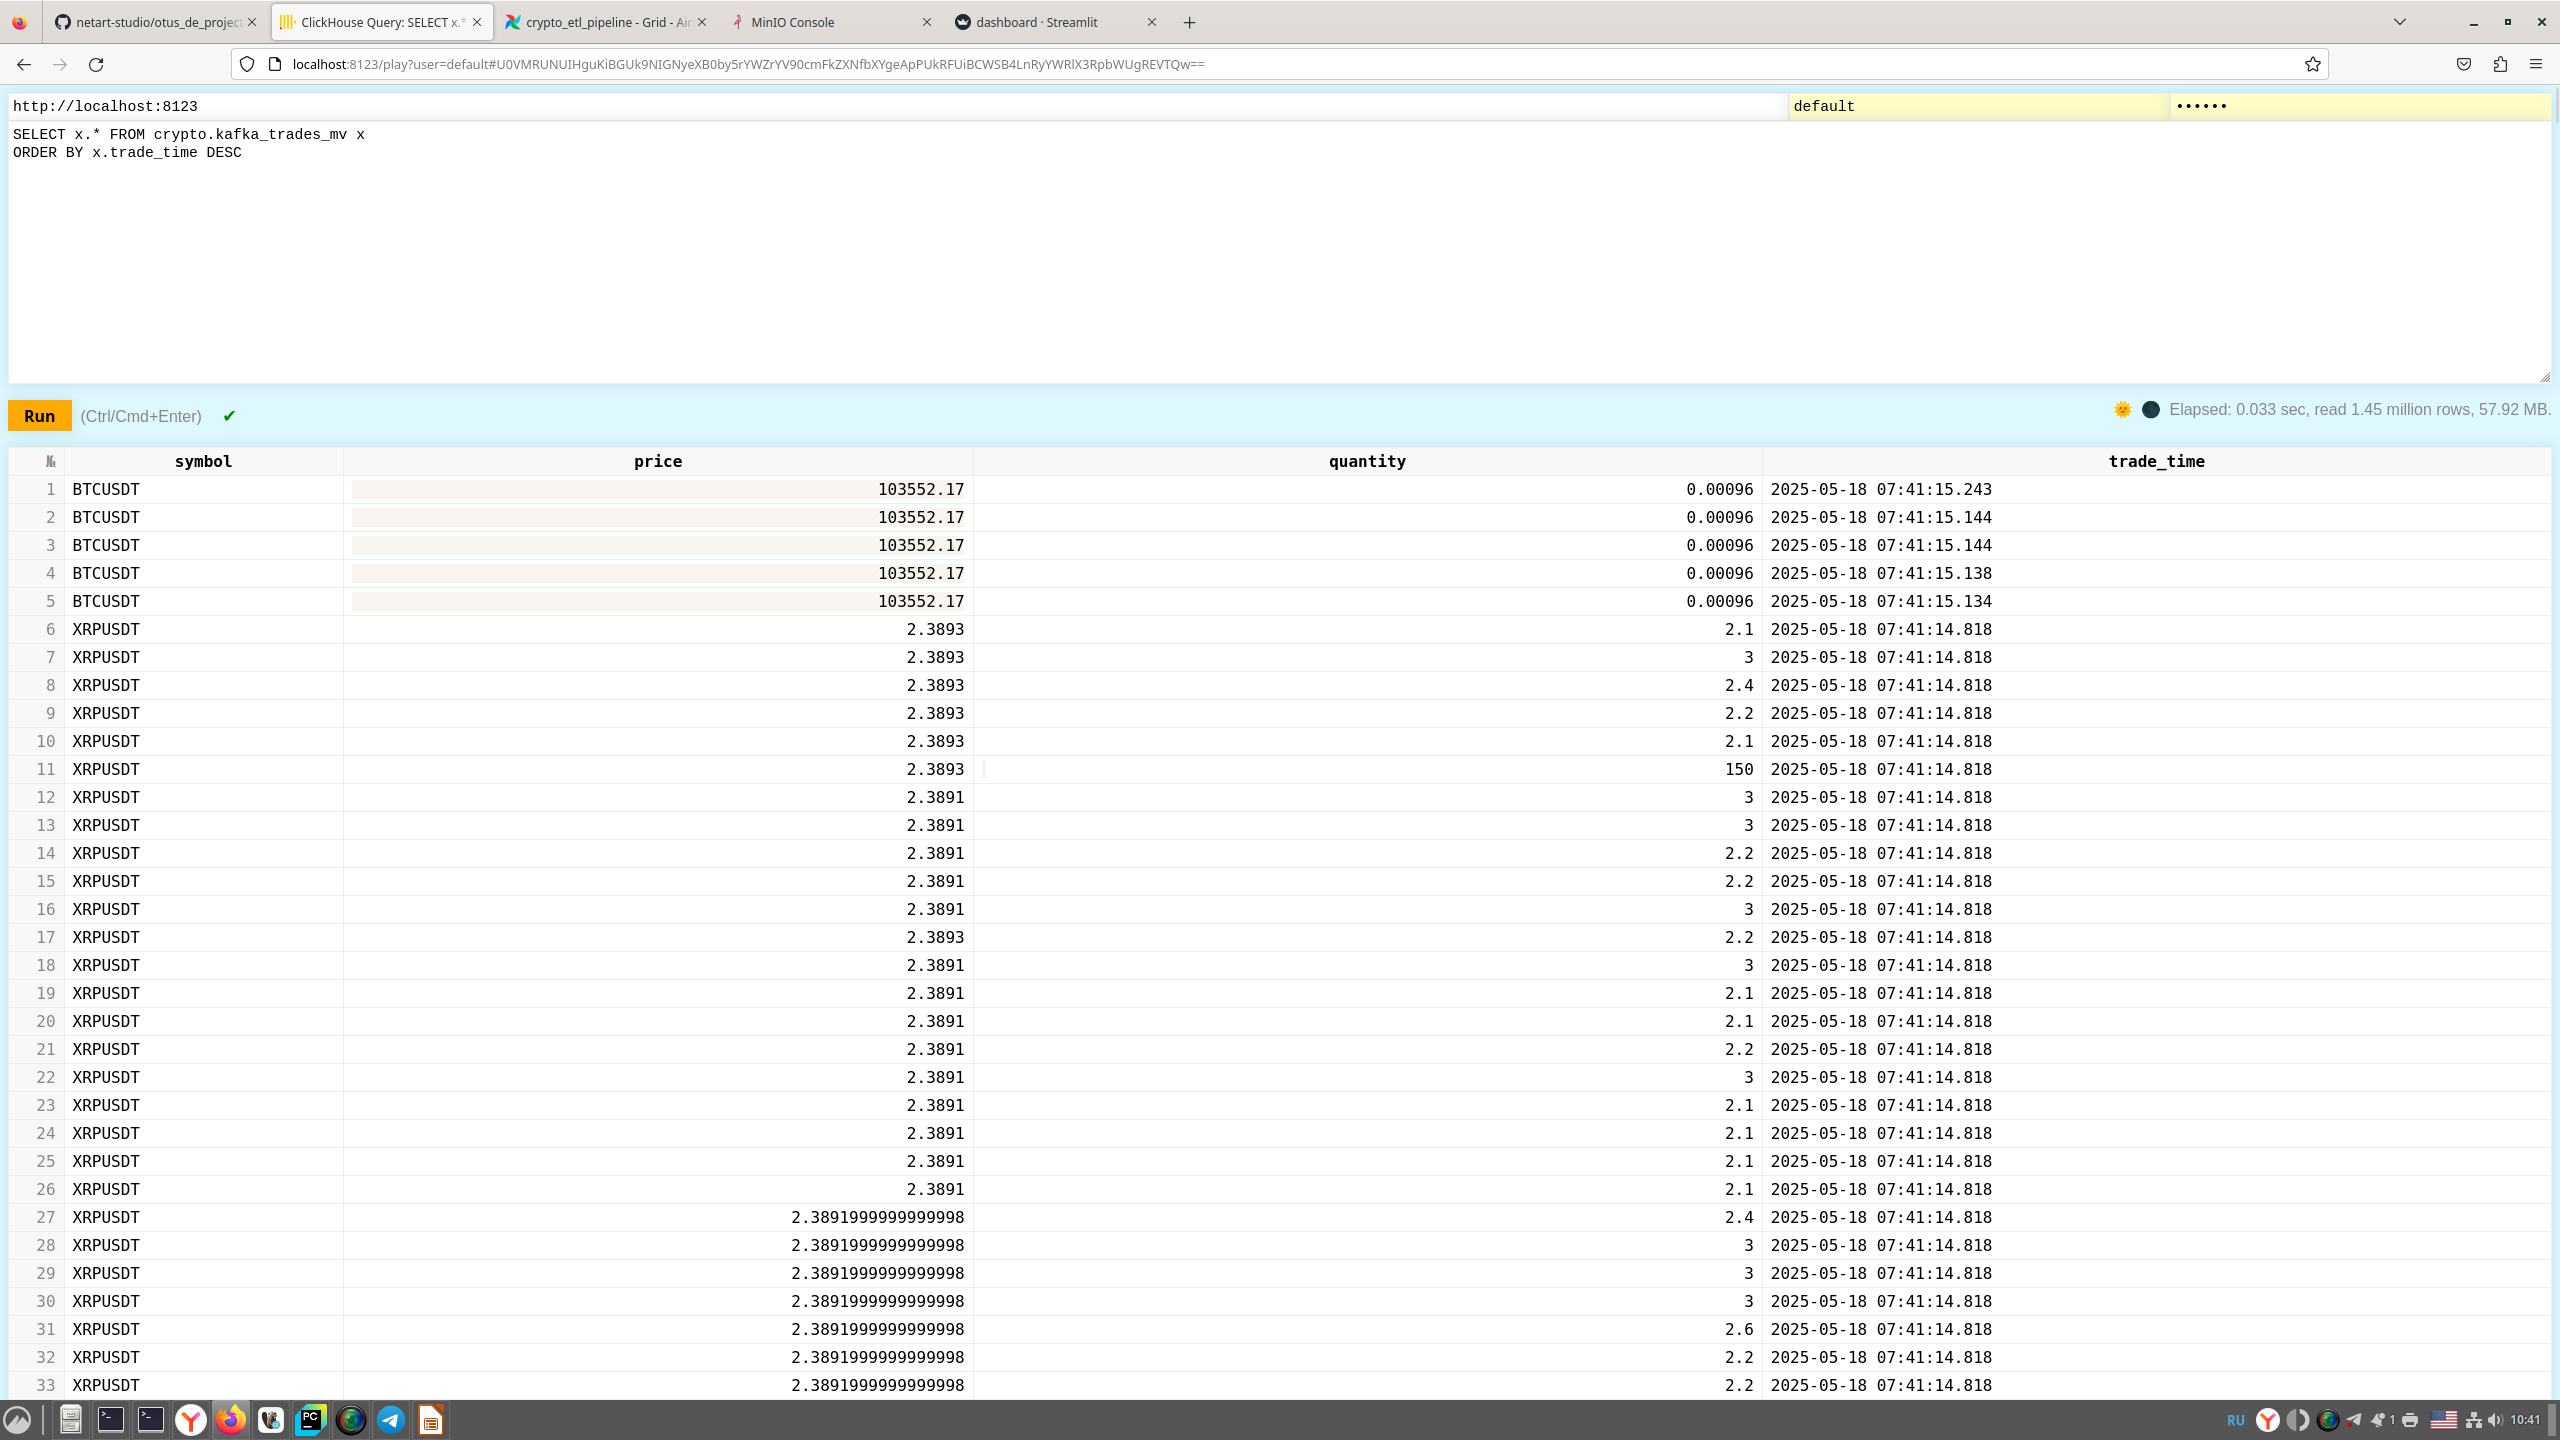 netart-studio/otus_de_project
ClickHouse Query: SELECT x.*
crypto_etl_pipeline - Grid - Air
MinIO Console
dashboard · Streamlit
localhost:8123/play?user=default#U0VMRUNUIHguKiBGUk9NIGNyeXB0by5rYWZrYV90cmFkZXNfbXYgeApPUkRFUiBCWSB4LnRyYWRlX3RpbWUgREVTQw==
http://localhost:8123 default ••••••
SELECT x.* FROM crypto.kafka_trades_mv x
ORDER BY x.trade_time DESC
Run (Ctrl/Cmd+Enter) ✔ Elapsed: 0.033 sec, read 1.45 million rows, 57.92 MB.
№ symbol price quantity trade_time
1 BTCUSDT 103552.17 0.00096 2025-05-18 07:41:15.243
2 BTCUSDT 103552.17 0.00096 2025-05-18 07:41:15.144
3 BTCUSDT 103552.17 0.00096 2025-05-18 07:41:15.144
4 BTCUSDT 103552.17 0.00096 2025-05-18 07:41:15.138
5 BTCUSDT 103552.17 0.00096 2025-05-18 07:41:15.134
6 XRPUSDT 2.3893 2.1 2025-05-18 07:41:14.818
7 XRPUSDT 2.3893 3 2025-05-18 07:41:14.818
8 XRPUSDT 2.3893 2.4 2025-05-18 07:41:14.818
9 XRPUSDT 2.3893 2.2 2025-05-18 07:41:14.818
10 XRPUSDT 2.3893 2.1 2025-05-18 07:41:14.818
11 XRPUSDT 2.3893 150 2025-05-18 07:41:14.818
12 XRPUSDT 2.3891 3 2025-05-18 07:41:14.818
13 XRPUSDT 2.3891 3 2025-05-18 07:41:14.818
14 XRPUSDT 2.3891 2.2 2025-05-18 07:41:14.818
15 XRPUSDT 2.3891 2.2 2025-05-18 07:41:14.818
16 XRPUSDT 2.3891 3 2025-05-18 07:41:14.818
17 XRPUSDT 2.3893 2.2 2025-05-18 07:41:14.818
18 XRPUSDT 2.3891 3 2025-05-18 07:41:14.818
19 XRPUSDT 2.3891 2.1 2025-05-18 07:41:14.818
20 XRPUSDT 2.3891 2.1 2025-05-18 07:41:14.818
21 XRPUSDT 2.3891 2.2 2025-05-18 07:41:14.818
22 XRPUSDT 2.3891 3 2025-05-18 07:41:14.818
23 XRPUSDT 2.3891 2.1 2025-05-18 07:41:14.818
24 XRPUSDT 2.3891 2.1 2025-05-18 07:41:14.818
25 XRPUSDT 2.3891 2.1 2025-05-18 07:41:14.818
26 XRPUSDT 2.3891 2.1 2025-05-18 07:41:14.818
27 XRPUSDT 2.3891999999999998 2.4 2025-05-18 07:41:14.818
28 XRPUSDT 2.3891999999999998 3 2025-05-18 07:41:14.818
29 XRPUSDT 2.3891999999999998 3 2025-05-18 07:41:14.818
30 XRPUSDT 2.3891999999999998 3 2025-05-18 07:41:14.818
31 XRPUSDT 2.3891999999999998 2.6 2025-05-18 07:41:14.818
32 XRPUSDT 2.3891999999999998 2.2 2025-05-18 07:41:14.818
33 XRPUSDT 2.3891999999999998 2.2 2025-05-18 07:41:14.818
PC RU 1 10:41